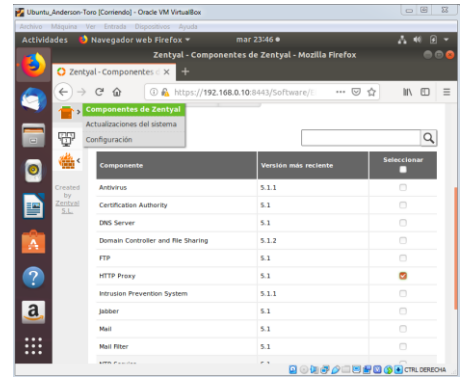 Ubuntu_Anderson-Toro [Corriendo] - Oracle VM VirtualBox
Archivo Máquina Ver Entrada Dispositivos Ayuda
Actividades Navegador web Firefox mar 23:46
Zentyal - Componentes de Zentyal - Mozilla Firefox
Zentyal - Componentes
https://192.168.0.10:8443/Software/
Componentes de Zentyal
Actualizaciones del sistema
Configuración
Created by Zentyal S.L.
Componente Versión más reciente Seleccionar
Antivirus 5.1.1
Certification Authority 5.1
DNS Server 5.1
Domain Controller and File Sharing 5.1.2
FTP 5.1
HTTP Proxy 5.1
Intrusion Prevention System 5.1.1
Jabber 5.1
Mail 5.1
Mail Filter 5.1
CTRL DERECHA